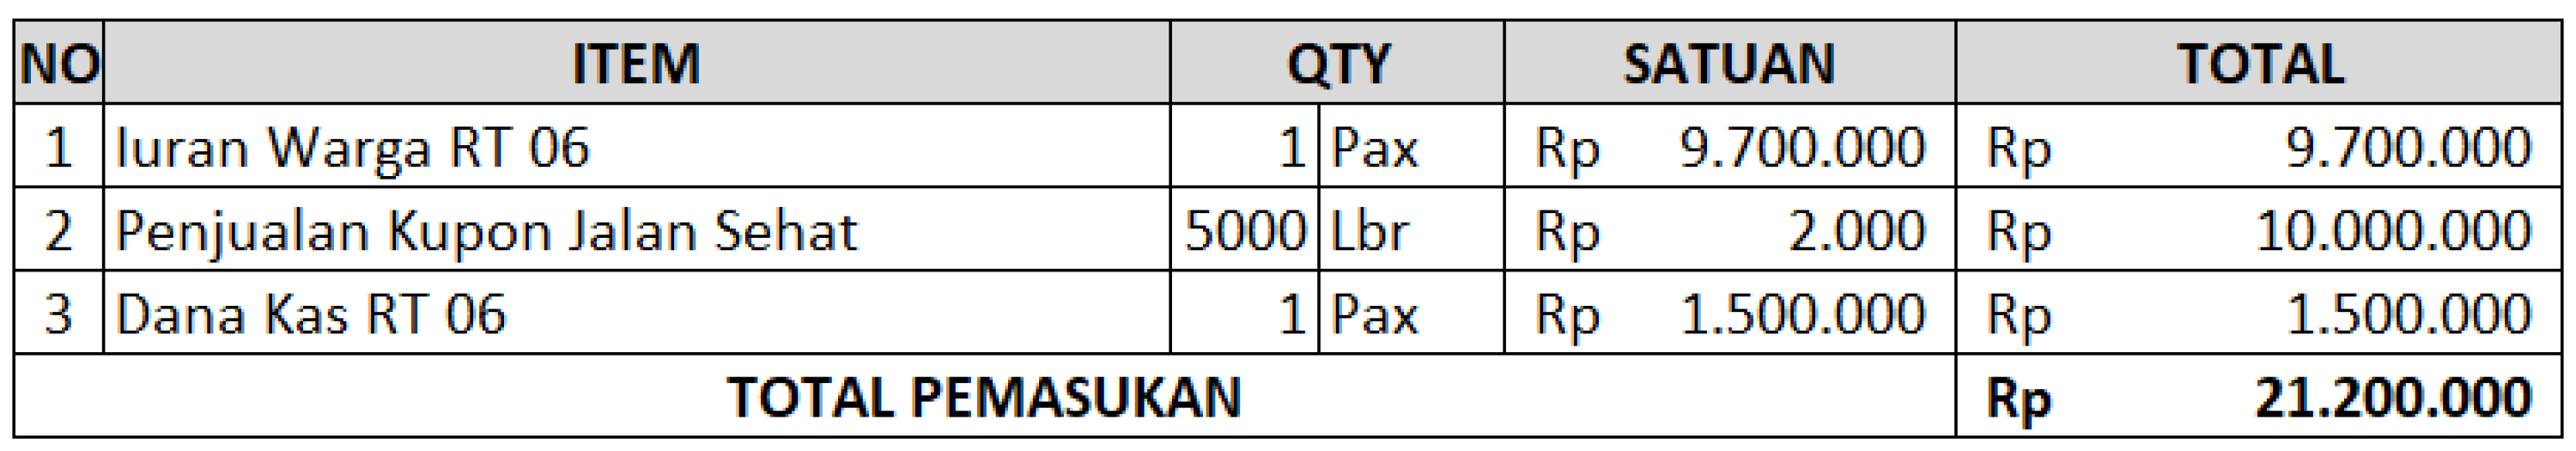 NO ITEM QTY SATUAN TOTAL
1 Iuran Warga RT 06 1 Pax Rp 9.700.000 Rp 9.700.000
2 Penjualan Kupon Jalan Sehat 5000 Lbr Rp 2.000 Rp 10.000.000
3 Dana Kas RT 06 1 Pax Rp 1.500.000 Rp 1.500.000
TOTAL PEMASUKAN Rp 21.200.000